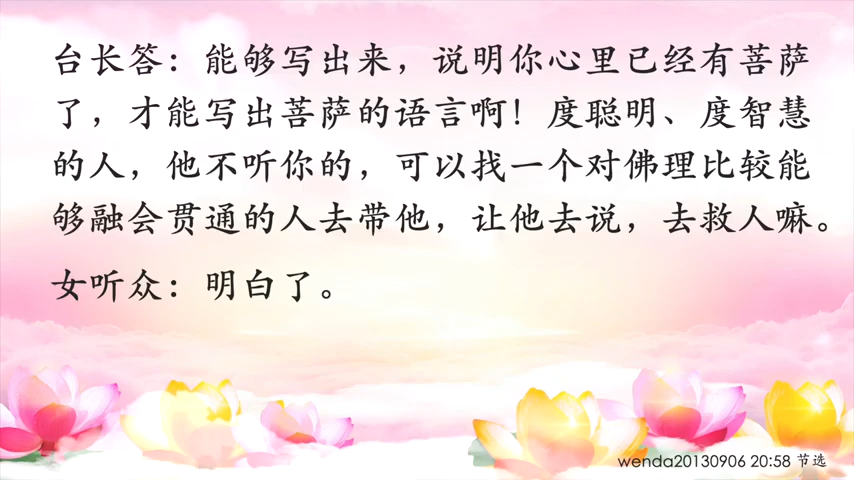 台长答：能够写出来，说明你心里已经有菩萨
了，才能写出菩萨的语言啊！度聪明、度智慧
的人，他不听你的，可以找一个对佛理比较能
够融会贯通的人去带他，让他去说，去救人嘛。
女听众：明白了。
wenda20130906 20:58 节选